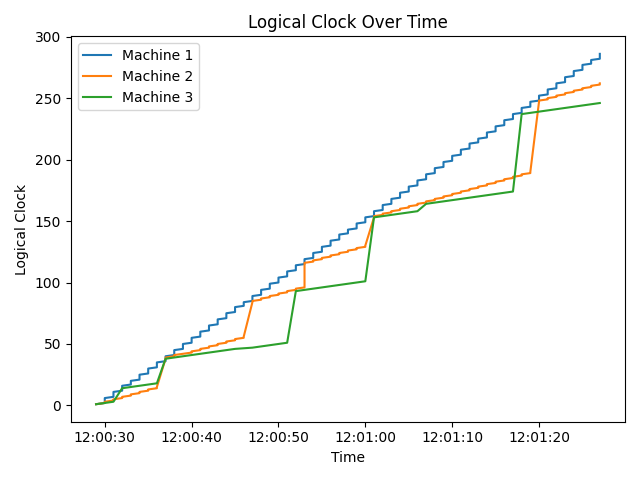 Logical Clock Over Time
Machine 1
Machine 2
Machine 3
Logical Clock
300
250
200
150
100
50
0
12:00:30 12:00:40 12:00:50 12:01:00 12:01:10 12:01:20
Time